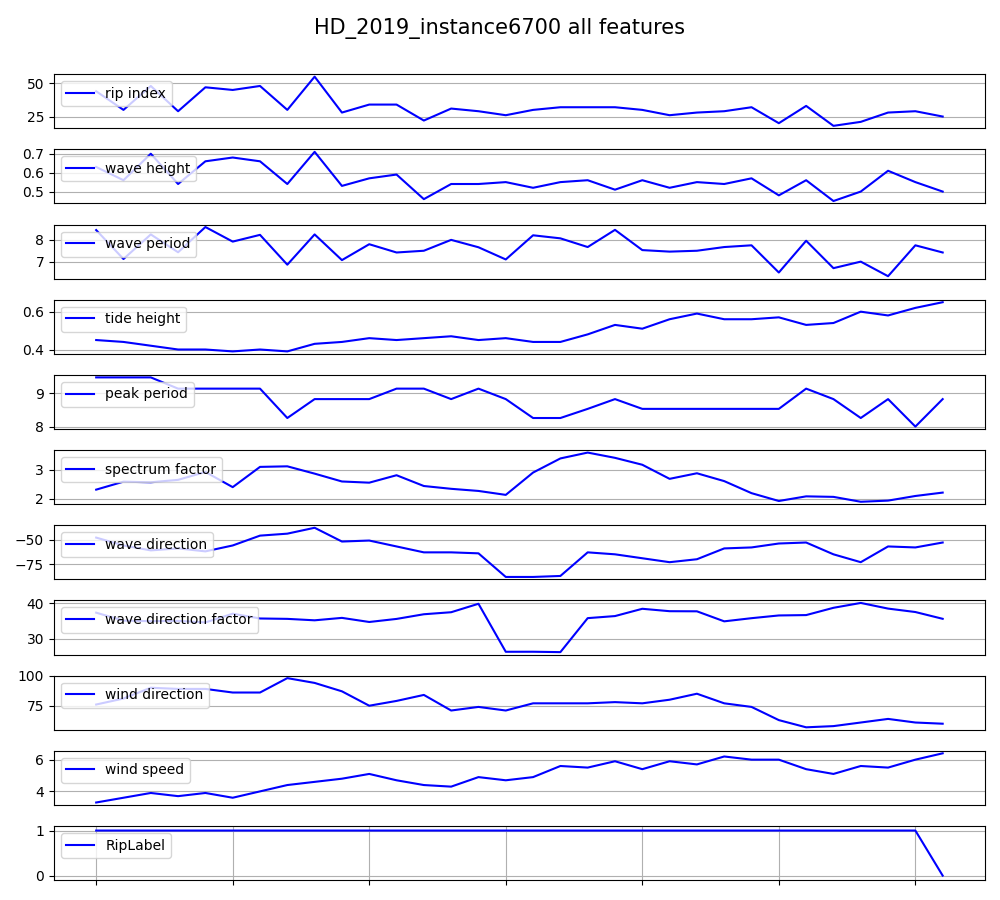 HD_2019_instance6700 all features
50
25
rip index
0.7
0.6
0.5
wave height
8
7
wave period
0.6
0.4
tide height
9
8
peak period
3
2
spectrum factor
−50
−75
wave direction
40
30
wave direction factor
100
75
wind direction
6
4
wind speed
1
0
RipLabel